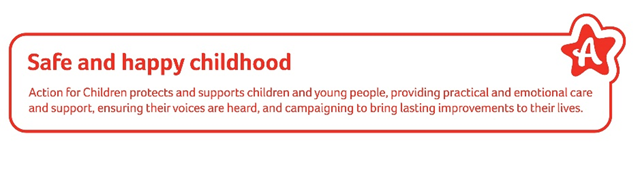 Safe and happy childhood
A
Action for Children protects and supports children and young people, providing practical and emotional care
and support, ensuring their voices are heard, and campaigning to bring lasting improvements to their lives.